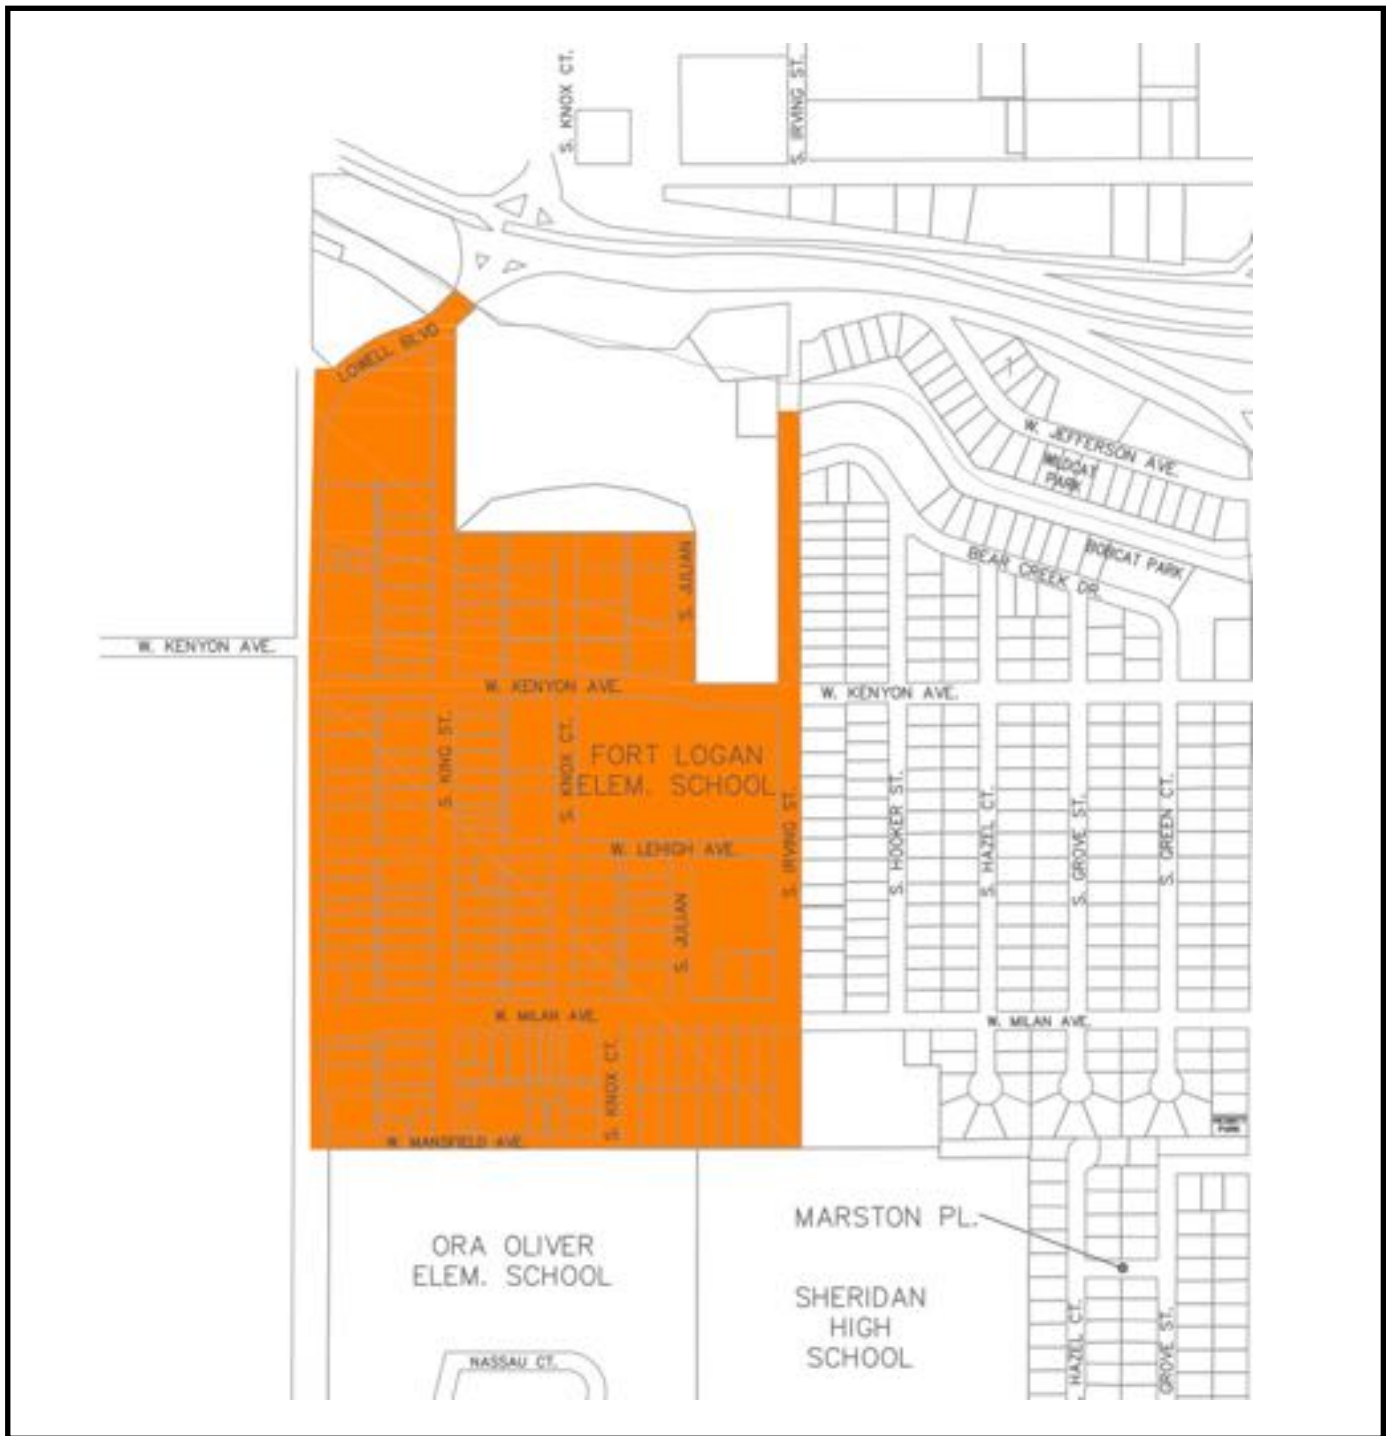 S. KNOX CT.
S. IRVING ST.
LOWELL BLVD
W. JEFFERSON AVE.
WILDCAT
PARK
BOBCAT PARK
BEAR CREEK DR.
S. JULIAN
W. KENYON AVE.
W. KENYON AVE.
W. KENYON AVE.
S. KING ST.
S. KNOX CT.
FORT LOGAN
ELEM. SCHOOL
S. IRVING ST.
S. HOOKER ST.
S. HAZEL CT.
S. GROVE ST.
S. GREEN CT.
W. LEHIGH AVE.
S. JULIAN
W. MILAN AVE.
W. MILAN AVE.
S. KNOX CT.
PARK
W. MANSFIELD AVE.
MARSTON PL.
ORA OLIVER
ELEM. SCHOOL
SHERIDAN
HIGH
SCHOOL
HAZEL CT.
GROVE ST.
NASSAU CT.